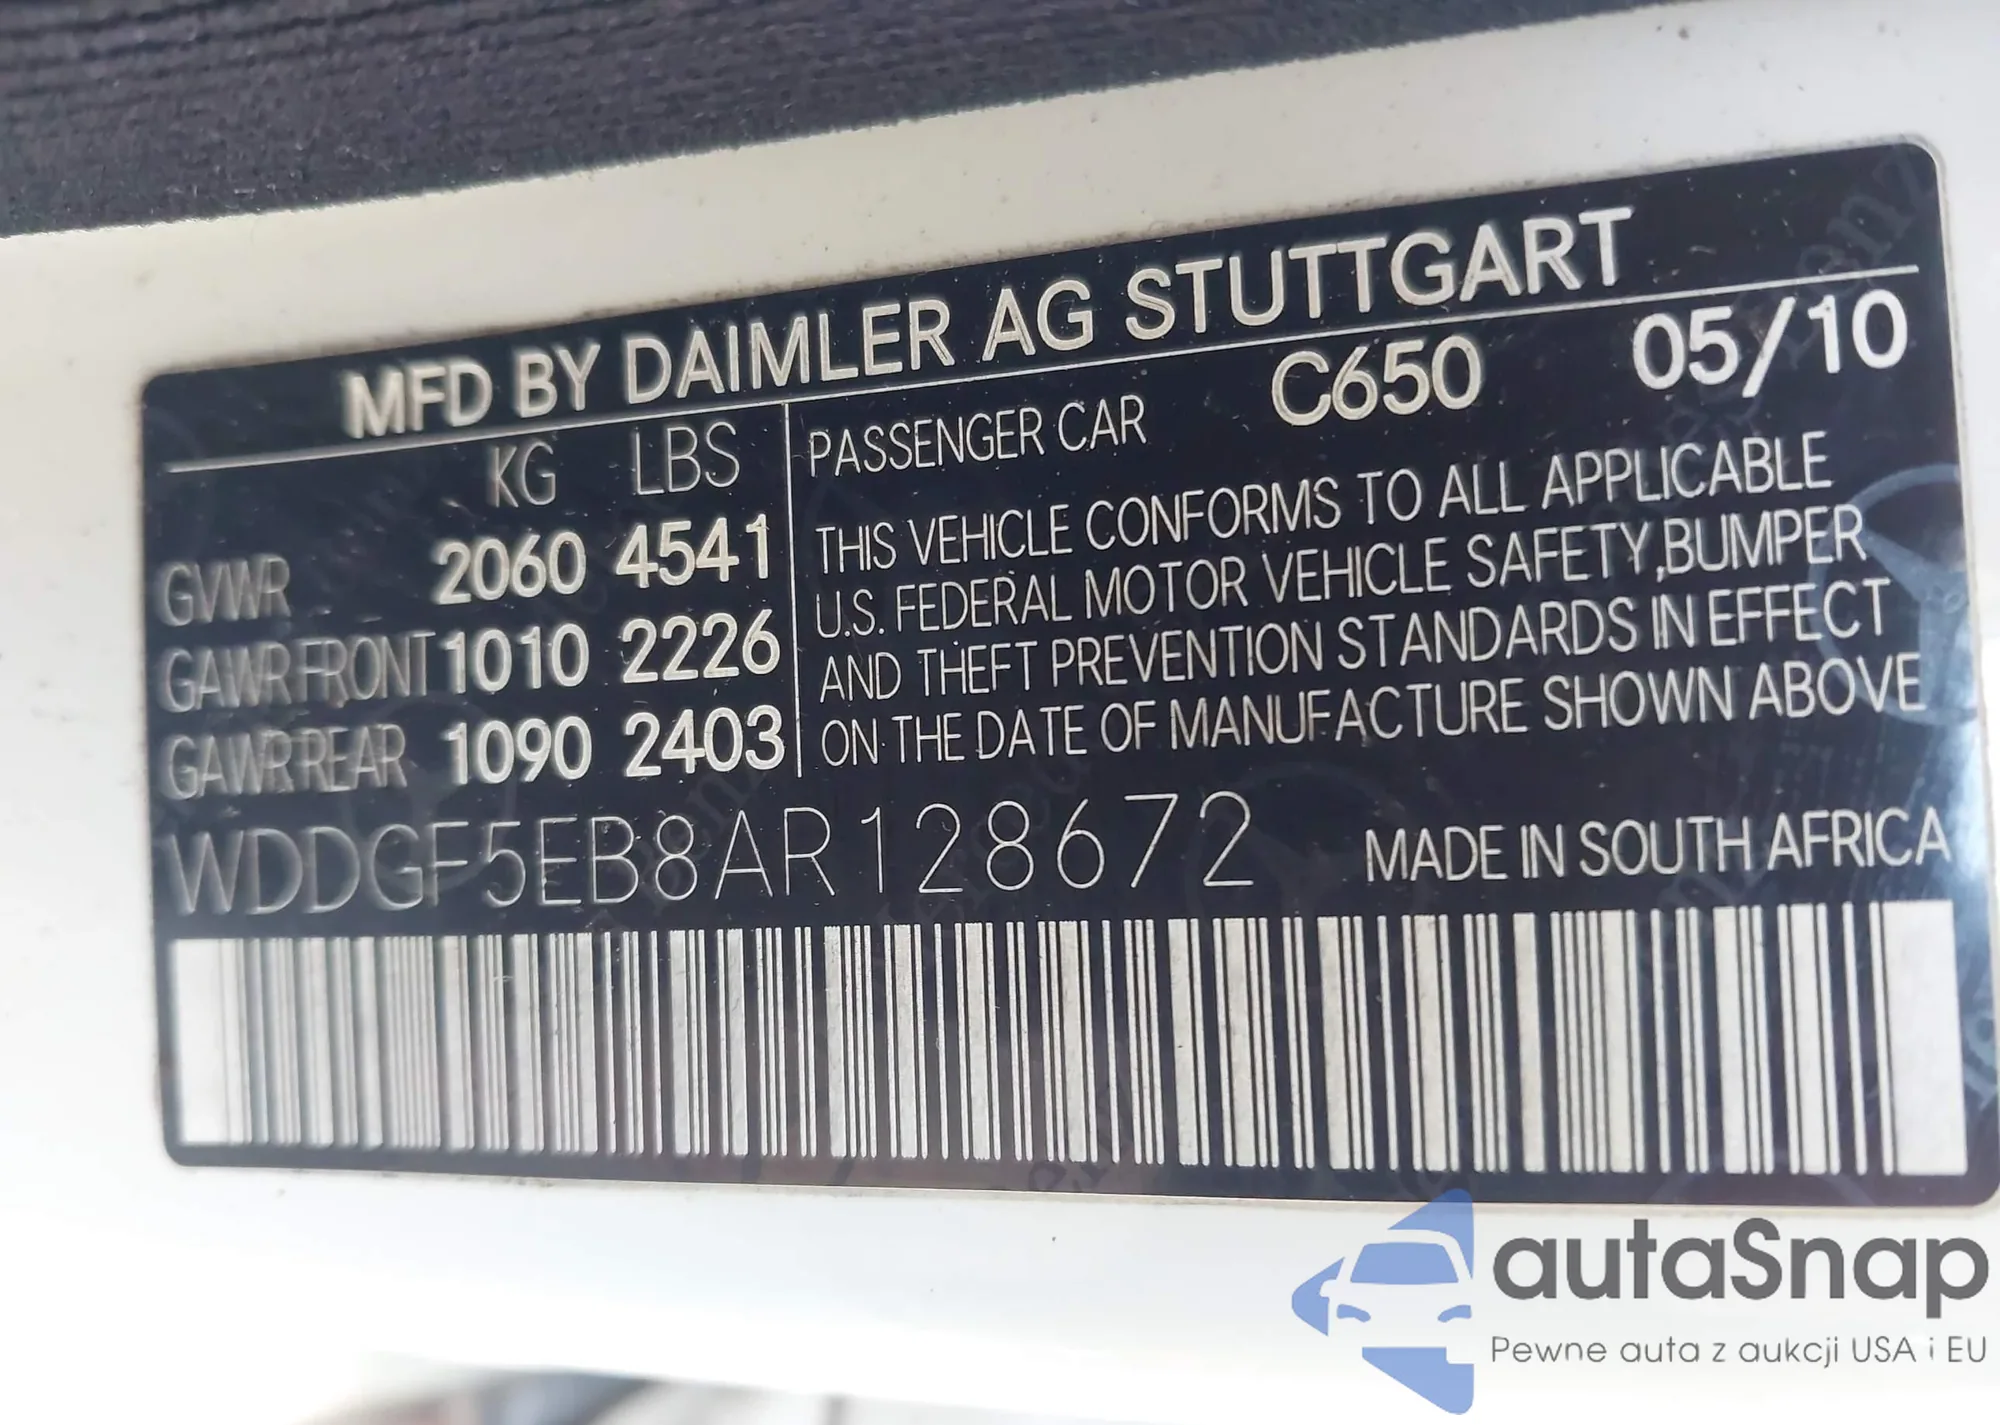 MFD BY DAIMLER AG STUTTGART
KG LBS
GVWR 2060 4541
GAWR FRONT 1010 2226
GAWR REAR 1090 2403
PASSENGER CAR C650 05/10
THIS VEHICLE CONFORMS TO ALL APPLICABLE
U.S. FEDERAL MOTOR VEHICLE SAFETY,BUMPER
AND THEFT PREVENTION STANDARDS IN EFFECT
ON THE DATE OF MANUFACTURE SHOWN ABOVE
WDDGF5EB8AR128672 MADE IN SOUTH AFRICA
autaSnap
Pewne auta z aukcji USA i EU